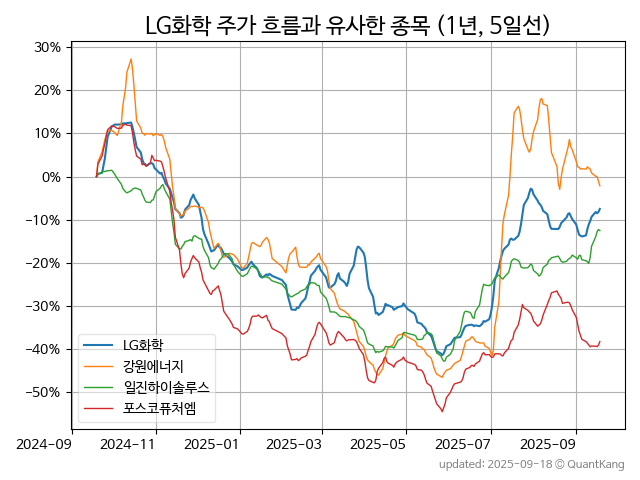 LG화학 주가 흐름과 유사한 종목 (1년, 5일선)
30%
20%
10%
0%
−10%
−20%
−30%
−40%
−50%
LG화학
강원에너지
일진하이솔루스
포스코퓨처엠
2024-09 2024-11 2025-01 2025-03 2025-05 2025-07 2025-09
updated: 2025-09-18 © QuantKang